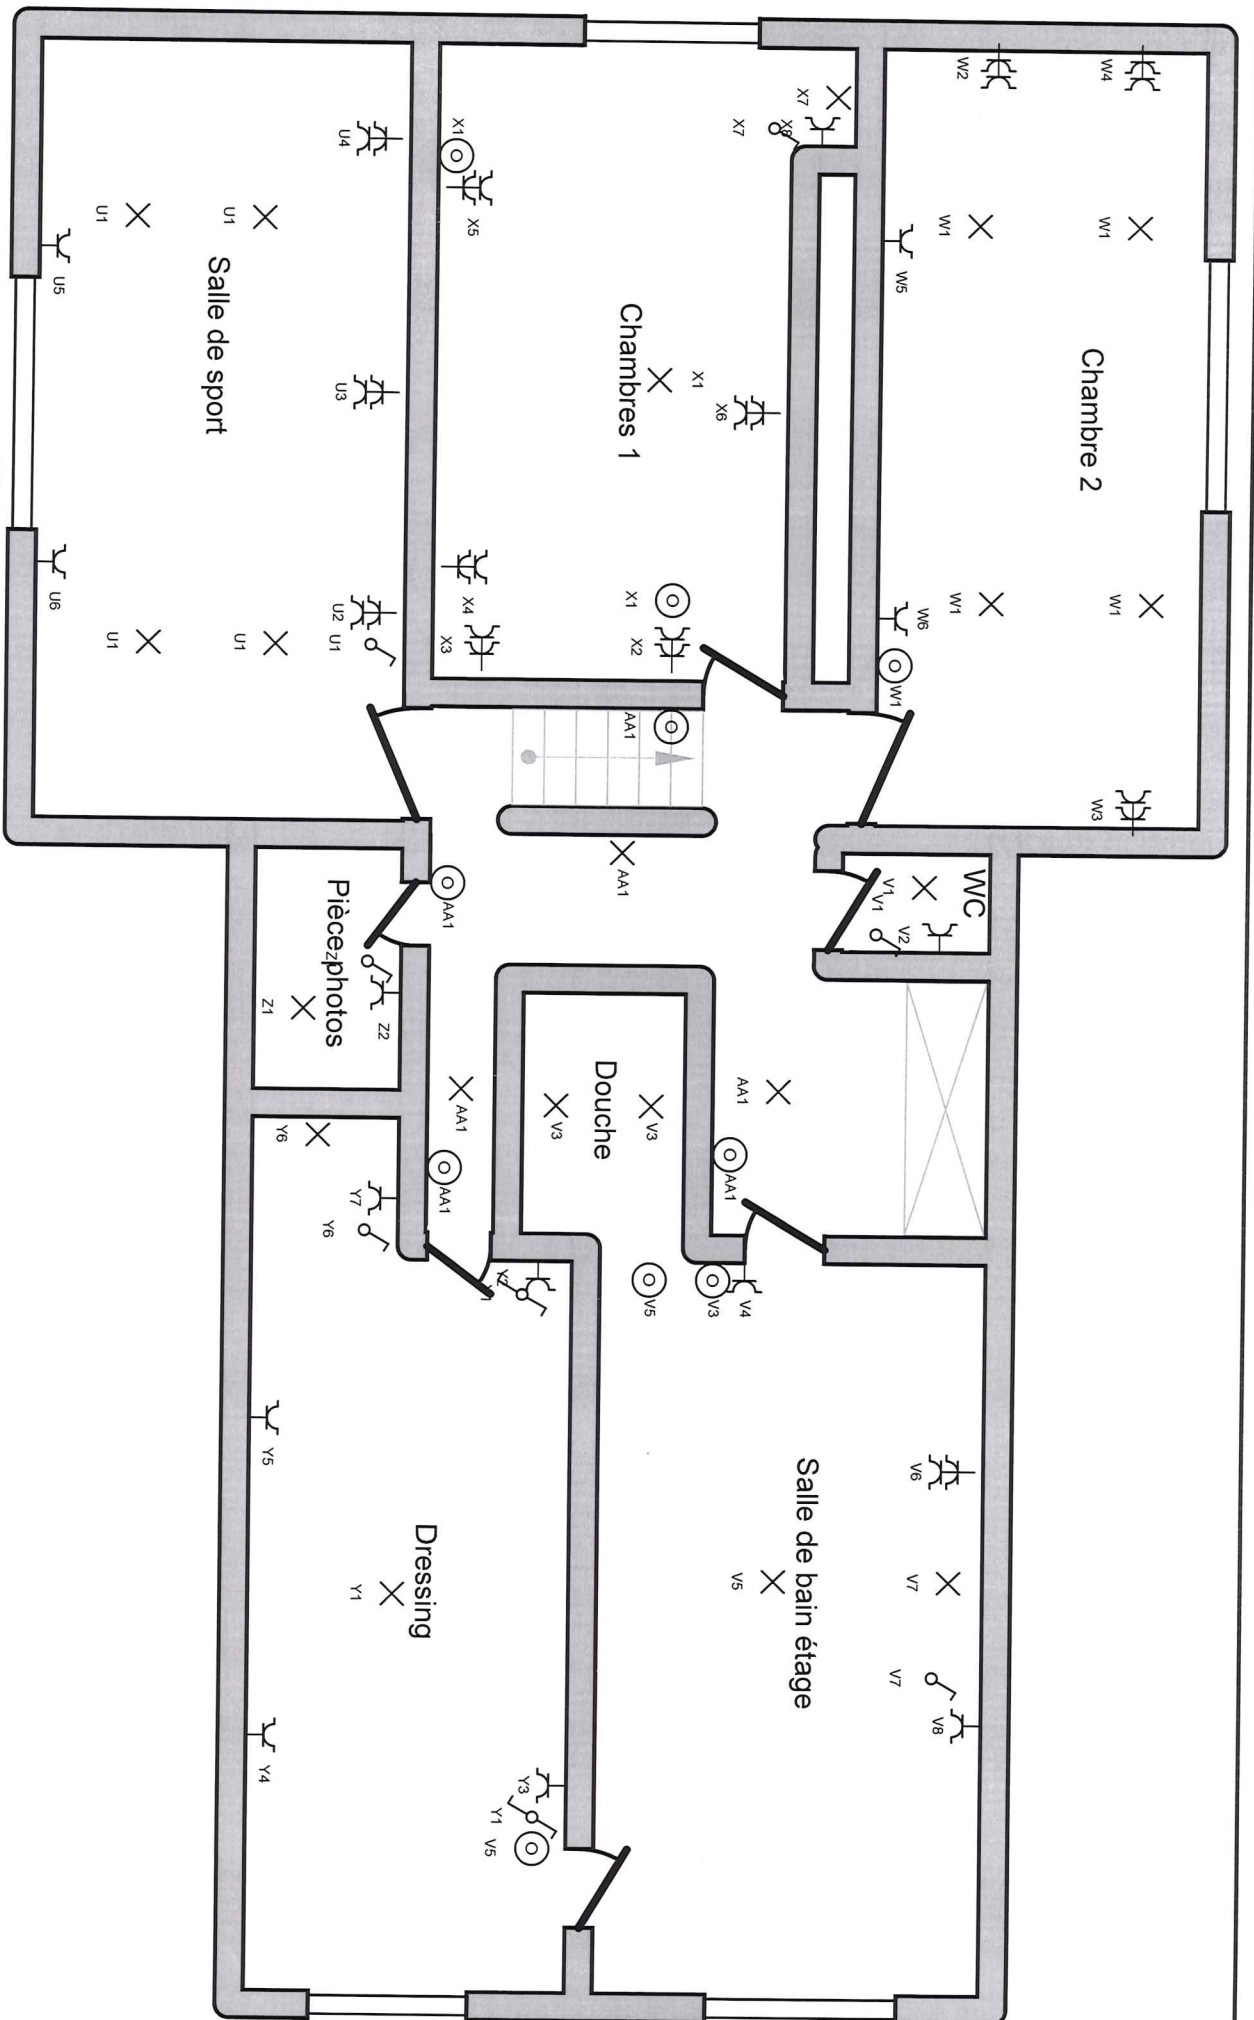 W4
W2
W1
W1
W5
Chambre 2
W1
W1
W6
W1
W3
X7
X8
X7
X1
X5
Chambres 1
X1
X6
X1
X2
X4
X3
U4
U1
U1
U5
Salle de sport
U3
U6
U2
U1
U1
U1
AA1
AA1
AA1
WC
V1
V1
V2
Pièce photos
Z1
Z2
Douche
V3
V3
AA1
AA1
AA1
AA1
V5
V3
V4
V6
Salle de bain étage
V7
V5
V7
V8
Y6
Y7
Y6
Y2
Y5
Dressing
Y1
Y4
Y3
Y1
V5